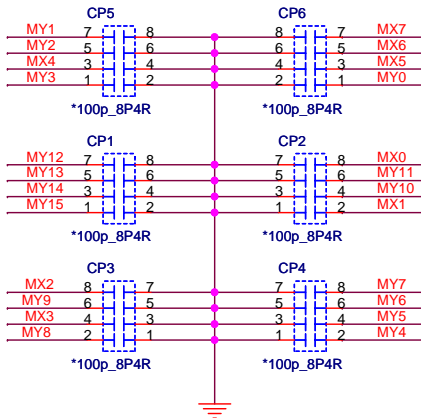 CP5 CP6
MY1 7 8 8 7 MX7
MY2 5 6 6 5 MX6
MX4 3 4 4 3 MX5
MY3 1 2 2 1 MY0
*100p_8P4R *100p_8P4R
CP1 CP2
MY12 7 8 7 8 MX0
MY13 5 6 5 6 MY11
MY14 3 4 3 4 MY10
MY15 1 2 1 2 MX1
*100p_8P4R *100p_8P4R
CP3 CP4
MX2 8 7 7 8 MY7
MY9 6 5 5 6 MY6
MX3 4 3 3 4 MY5
MY8 2 1 1 2 MY4
*100p_8P4R *100p_8P4R